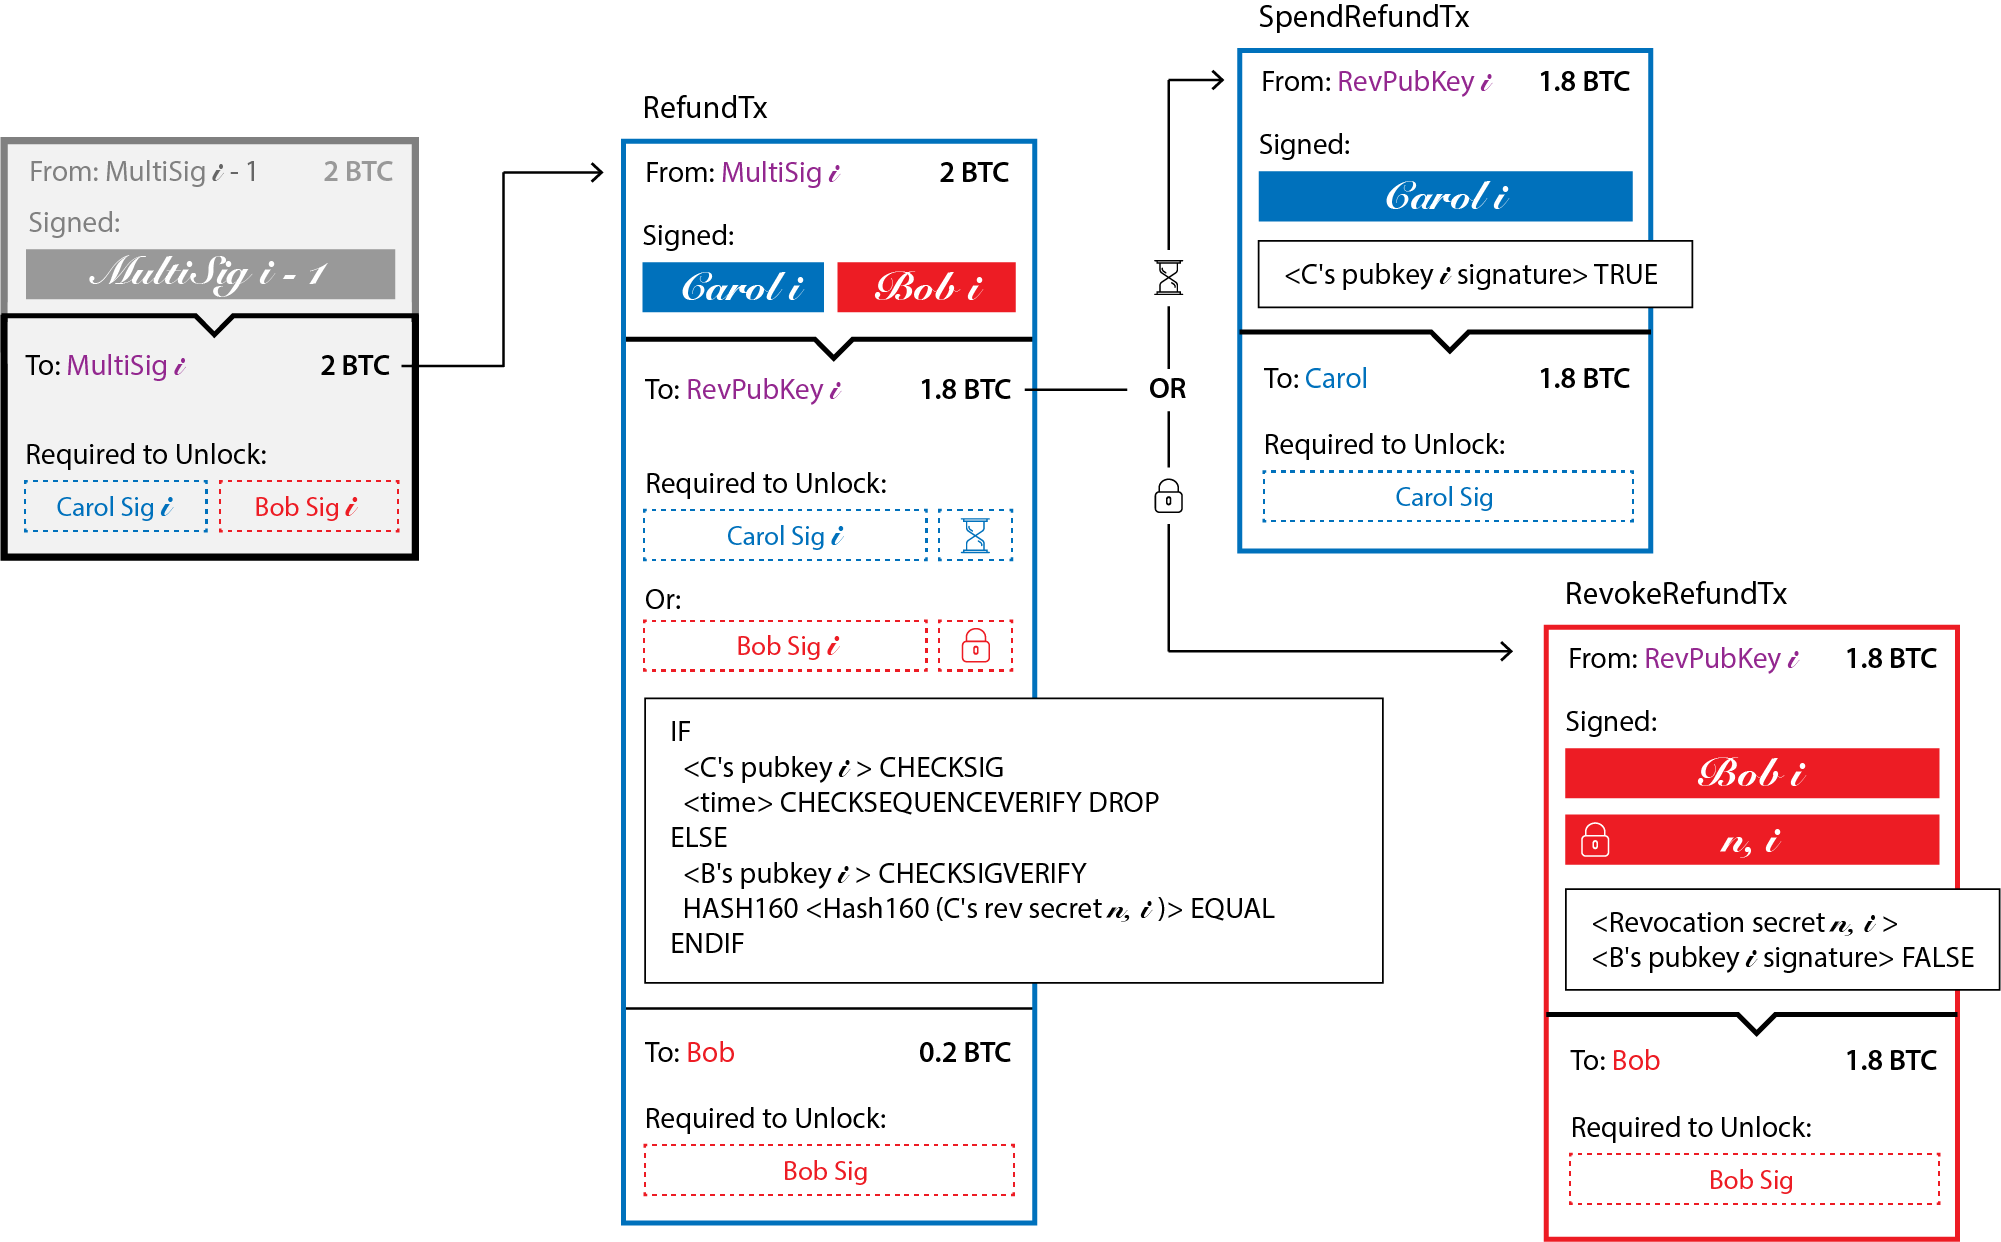 From: MultiSig i - 1 2 BTC
Signed:
MultiSig i - 1
To: MultiSig i 2 BTC
Required to Unlock:
Carol Sig i Bob Sig i
RefundTx
From: MultiSig i 2 BTC
Signed:
Carol i Bob i
To: RevPubKey i 1.8 BTC
Required to Unlock:
Carol Sig i
Or:
Bob Sig i
IF
<C's pubkey i > CHECKSIG
<time> CHECKSEQUENCEVERIFY DROP
ELSE
<B's pubkey i > CHECKSIGVERIFY
HASH160 <Hash160 (C's rev secret n, i )> EQUAL
ENDIF
To: Bob 0.2 BTC
Required to Unlock:
Bob Sig
OR
SpendRefundTx
From: RevPubKey i 1.8 BTC
Signed:
Carol i
<C's pubkey i signature> TRUE
To: Carol 1.8 BTC
Required to Unlock:
Carol Sig
RevokeRefundTx
From: RevPubKey i 1.8 BTC
Signed:
Bob i
n, i
<Revocation secret n, i >
<B's pubkey i signature> FALSE
To: Bob 1.8 BTC
Required to Unlock:
Bob Sig